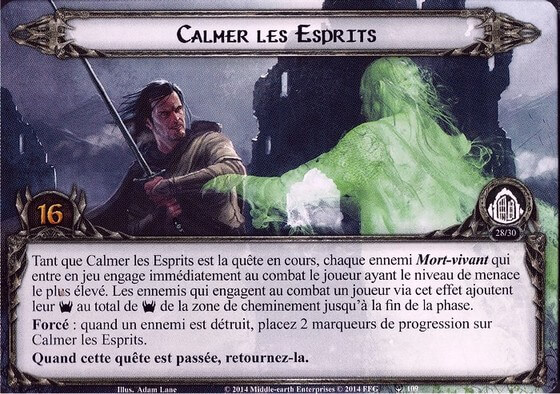 CALMER LES ESPRITS
16
28/30
Tant que Calmer les Esprits est la quête en cours, chaque ennemi Mort-vivant qui
entre en jeu engage immédiatement au combat le joueur ayant le niveau de menace
le plus élevé. Les ennemis qui engagent au combat un joueur via cet effet ajoutent
leur au total de de la zone de cheminement jusqu'à la fin de la phase.
Forcé : quand un ennemi est détruit, placez 2 marqueurs de progression sur
Calmer les Esprits.
Quand cette quête est passée, retournez-la.
Illus. Adam Lane © 2014 Middle-earth Enterprises © 2014 FFG 109